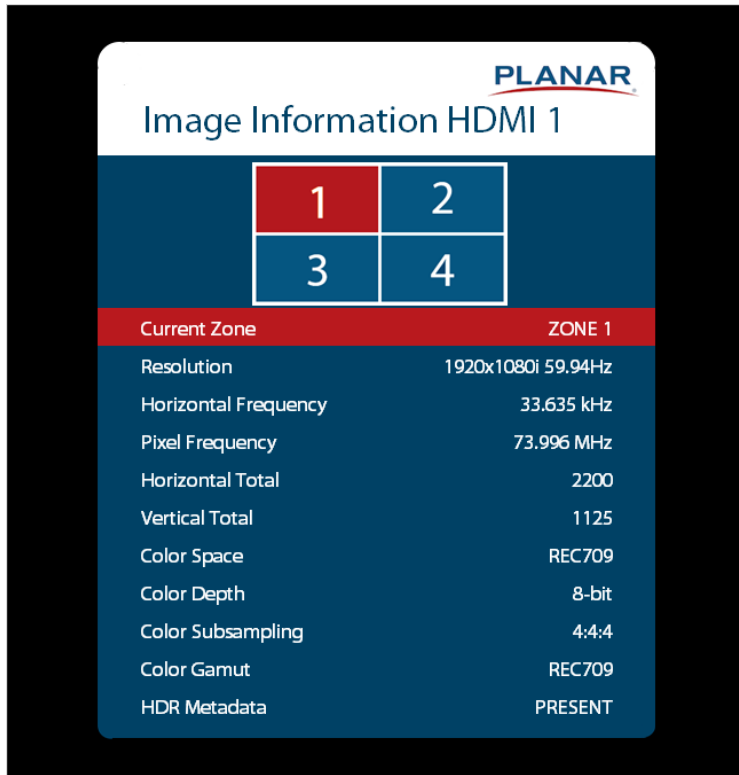 PLANAR
Image Information HDMI 1
1 2
3 4
Current Zone ZONE 1
Resolution 1920x1080i 59.94Hz
Horizontal Frequency 33.635 kHz
Pixel Frequency 73.996 MHz
Horizontal Total 2200
Vertical Total 1125
Color Space REC709
Color Depth 8-bit
Color Subsampling 4:4:4
Color Gamut REC709
HDR Metadata PRESENT